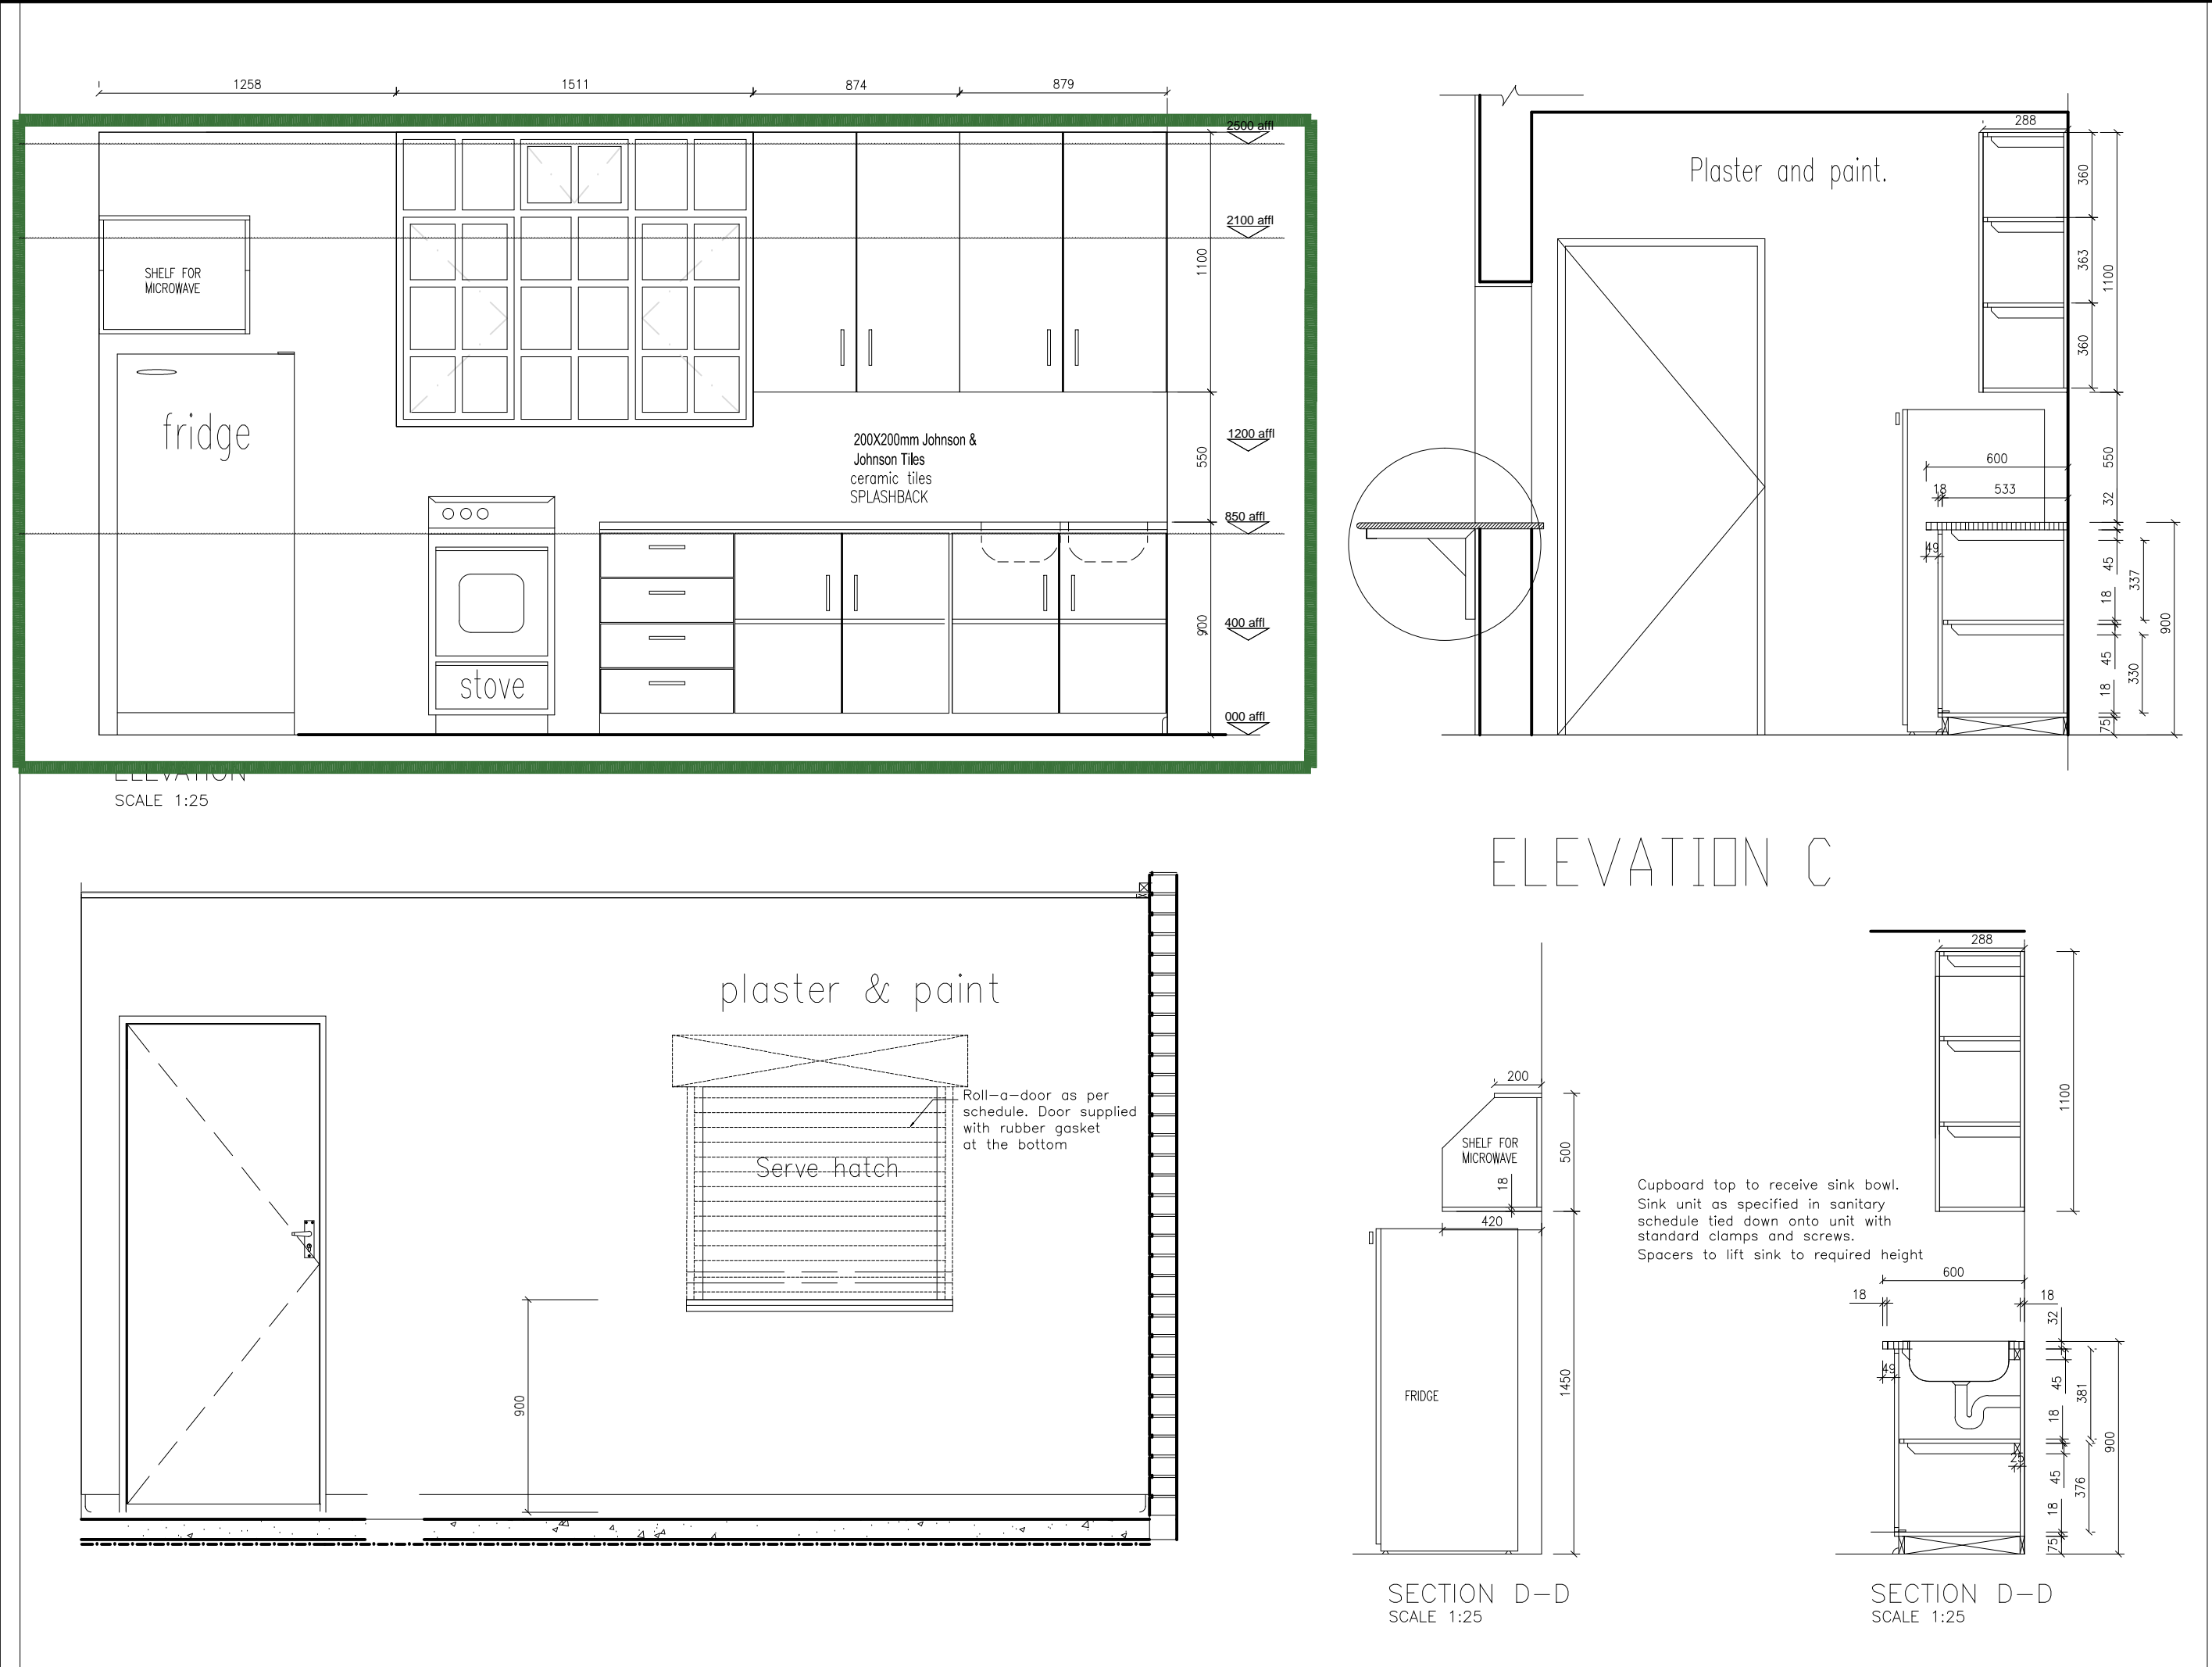 1258
1511
874
879
2500 affl
2100 affl
1200 affl
850 affl
400 affl
000 affl
1100
550
900
SHELF FOR
MICROWAVE
fridge
stove
200X200mm Johnson &
Johnson Tiles
ceramic tiles
SPLASHBACK
ELEVATION
SCALE 1:25
Plaster and paint.
288
360
363
360
1100
550
32
600
18
533
49
45
18
45
18
75
337
330
900
ELEVATION C
plaster & paint
Roll-a-door as per
schedule. Door supplied
with rubber gasket
at the bottom
Serve hatch
900
200
SHELF FOR
MICROWAVE
18
420
500
1450
FRIDGE
SECTION D-D
SCALE 1:25
288
1100
Cupboard top to receive sink bowl.
Sink unit as specified in sanitary
schedule tied down onto unit with
standard clamps and screws.
Spacers to lift sink to required height
600
18
18
32
49
45
18
25
45
18
75
381
376
900
SECTION D-D
SCALE 1:25